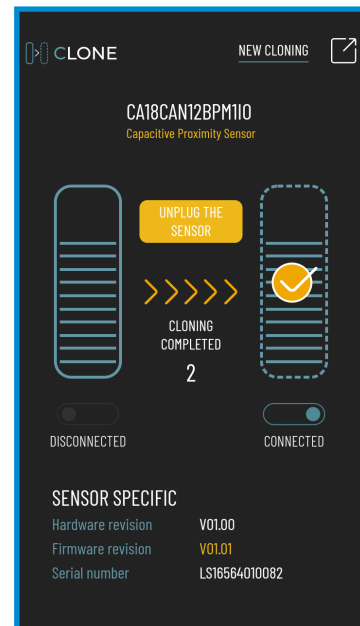 CLONE
NEW CLONING
CA18CAN12BPM1IO
Capacitive Proximity Sensor
UNPLUG THE
SENSOR
CLONING
COMPLETED
2
DISCONNECTED
CONNECTED
SENSOR SPECIFIC
Hardware revision V01.00
Firmware revision V01.01
Serial number LS16564010082